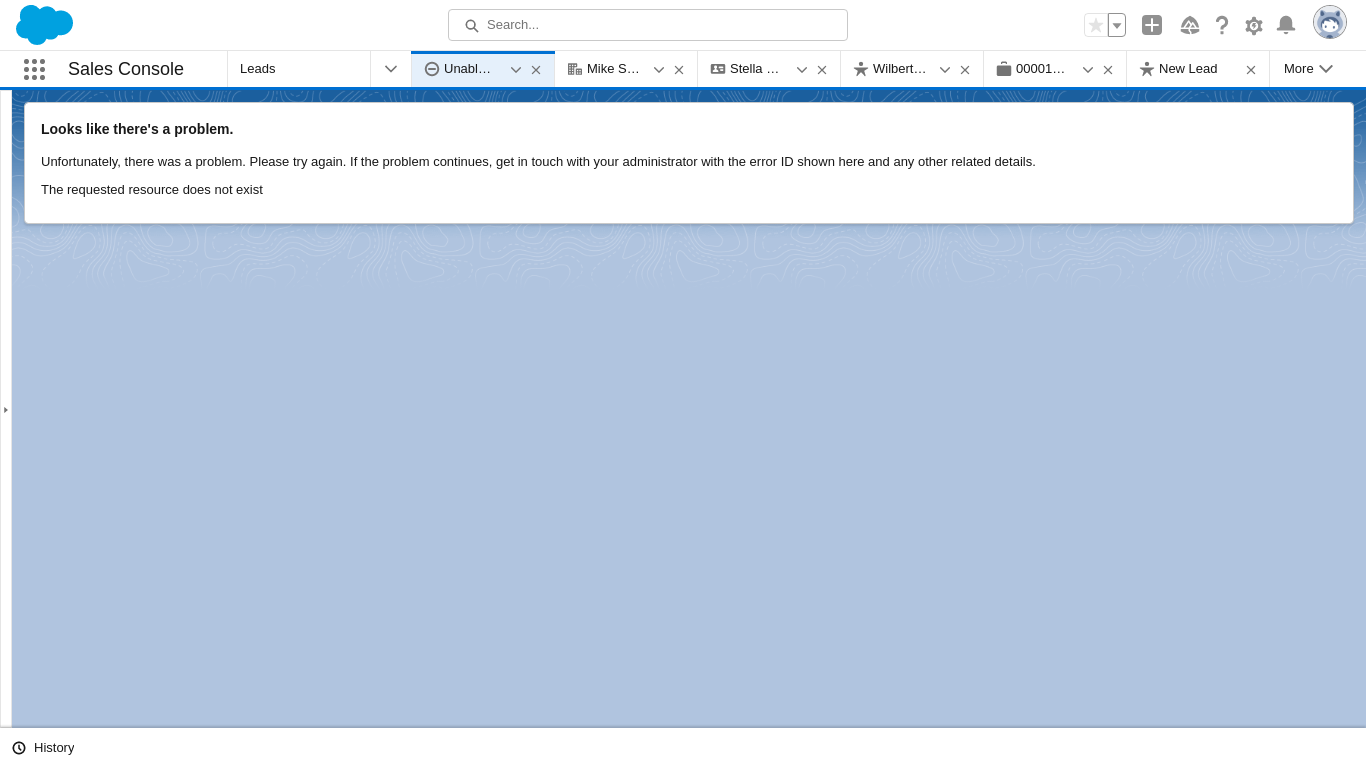 Search...
Sales Console
Leads
Unabl...
Mike S...
Stella ...
Wilbert...
00001...
New Lead
More
Looks like there's a problem.
Unfortunately, there was a problem. Please try again. If the problem continues, get in touch with your administrator with the error ID shown here and any other related details.
The requested resource does not exist
History